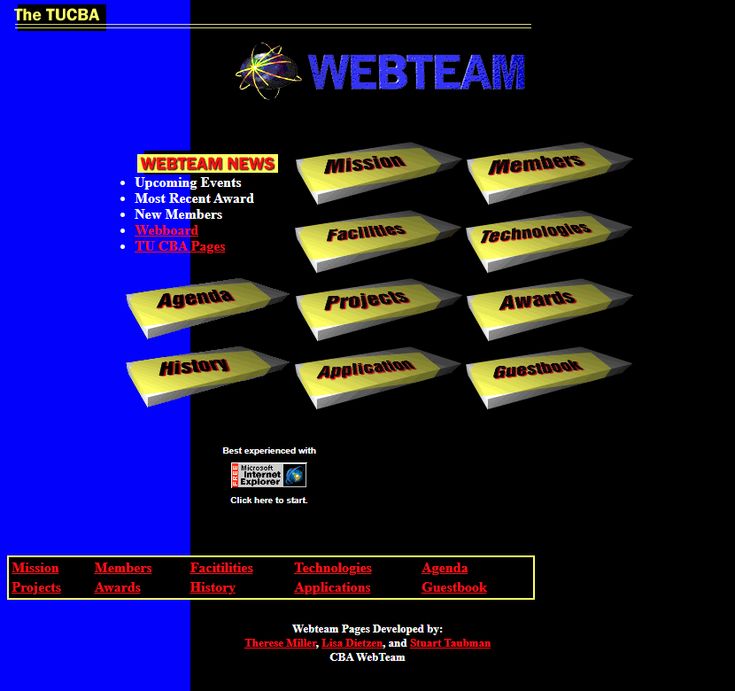 The TUCBA
WEBTEAM
WEBTEAM NEWS
Upcoming Events
Most Recent Award
New Members
Webboard
TU CBA Pages
Mission
Members
Facilities
Technologies
Agenda
Projects
Awards
History
Application
Guestbook
Best experienced with
FREE
Microsoft
Internet
Explorer
Click here to start.
Mission Members Facitilities Technologies Agenda
Projects Awards History Applications Guestbook
Webteam Pages Developed by:
Therese Miller, Lisa Dietzen, and Stuart Taubman
CBA WebTeam